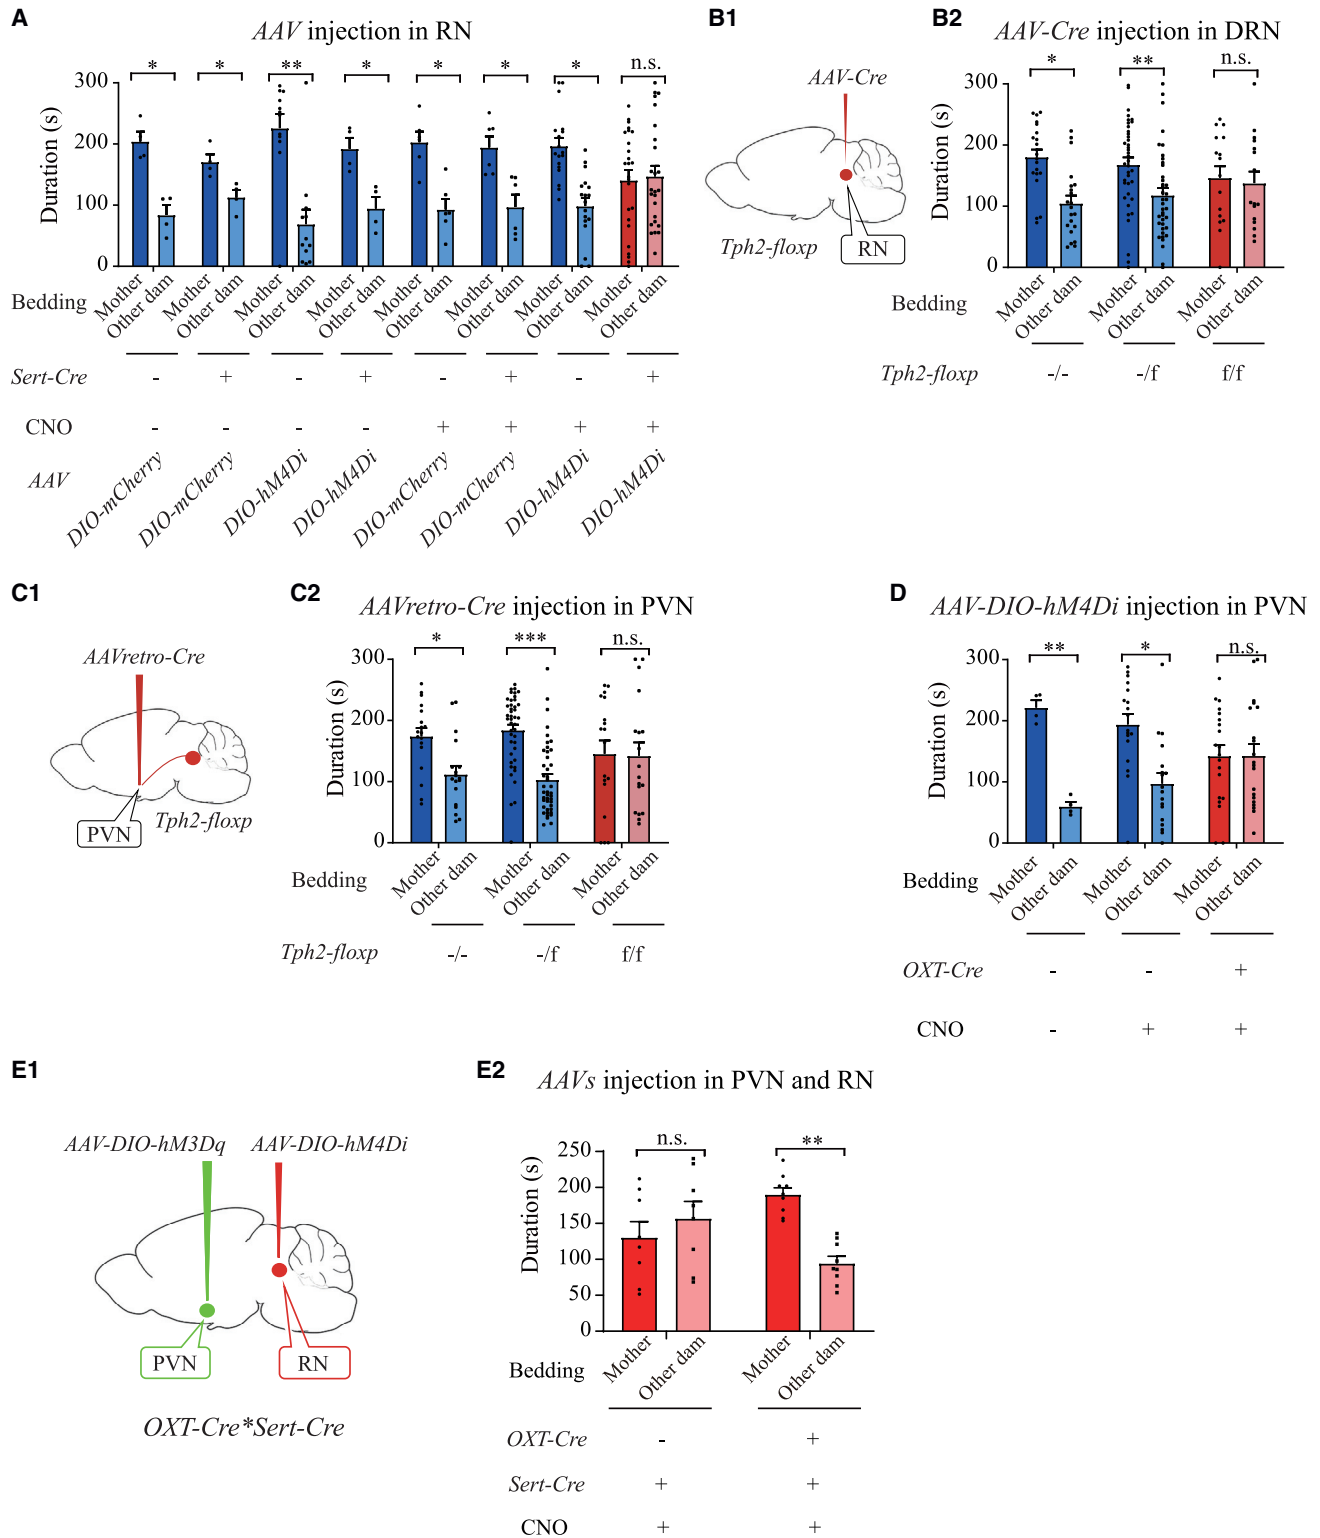 A
AAV injection in RN
* * ** * * * * n.s.
300
200
100
0
Duration (s)
Mother Other dam Mother Other dam Mother Other dam Mother Other dam Mother Other dam Mother Other dam Mother Other dam Mother Other dam
Bedding
Sert-Cre - + - + - + - +
CNO - - - - + + + +
AAV DIO-mCherry DIO-mCherry DIO-hM4Di DIO-hM4Di DIO-mCherry DIO-mCherry DIO-hM4Di DIO-hM4Di
B1
AAV-Cre
Tph2-floxp
RN
B2
AAV-Cre injection in DRN
* ** n.s.
300
200
100
0
Duration (s)
Mother Other dam Mother Other dam Mother Other dam
Bedding
Tph2-floxp -/- -/f f/f
C1
AAVretro-Cre
PVN
Tph2-floxp
C2
AAVretro-Cre injection in PVN
* *** n.s.
300
200
100
0
Duration (s)
Mother Other dam Mother Other dam Mother Other dam
Bedding
Tph2-floxp -/- -/f f/f
D
AAV-DIO-hM4Di injection in PVN
** * n.s.
300
200
100
0
Duration (s)
Mother Other dam Mother Other dam Mother Other dam
Bedding
OXT-Cre - - +
CNO - + +
E1
AAV-DIO-hM3Dq AAV-DIO-hM4Di
PVN RN
OXT-Cre*Sert-Cre
E2
AAVs injection in PVN and RN
n.s. **
250
200
150
100
50
0
Duration (s)
Mother Other dam Mother Other dam
Bedding
OXT-Cre - +
Sert-Cre + +
CNO + +